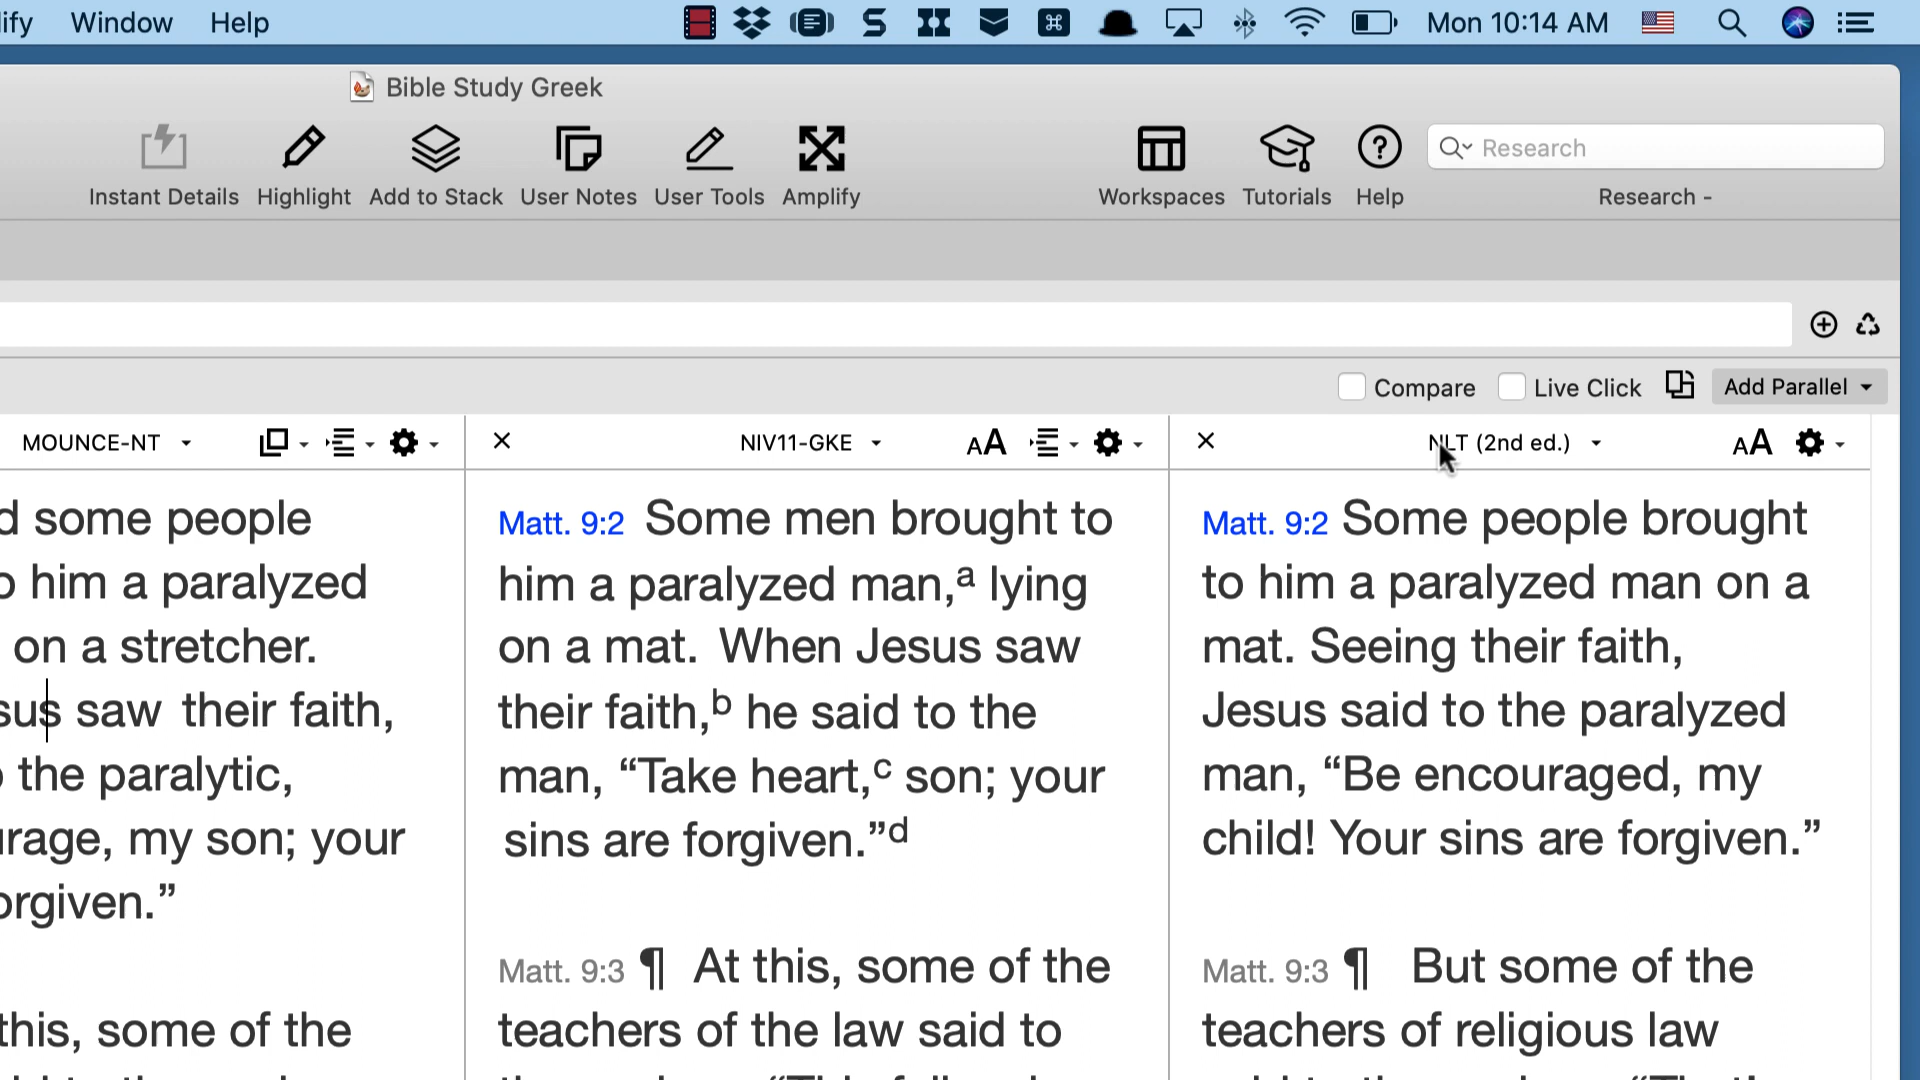 Window Help Mon 10:14 AM
Bible Study Greek
Research
Instant Details Highlight Add to Stack User Notes User Tools Amplify Workspaces Tutorials Help Research -
Compare Live Click Add Parallel
MOUNCE-NT
some people
him a paralyzed
on a stretcher.
saw their faith,
the paralytic,
my son; your
this, some of the
NIV11-GKE
Matt. 9:2 Some men brought to
him a paralyzed man,a lying
on a mat. When Jesus saw
their faith,b he said to the
man, “Take heart,c son; your
sins are forgiven.”d
Matt. 9:3 ¶ At this, some of the
teachers of the law said to
NLT (2nd ed.)
Matt. 9:2 Some people brought
to him a paralyzed man on a
mat. Seeing their faith,
Jesus said to the paralyzed
man, “Be encouraged, my
child! Your sins are forgiven.”
Matt. 9:3 ¶ But some of the
teachers of religious law